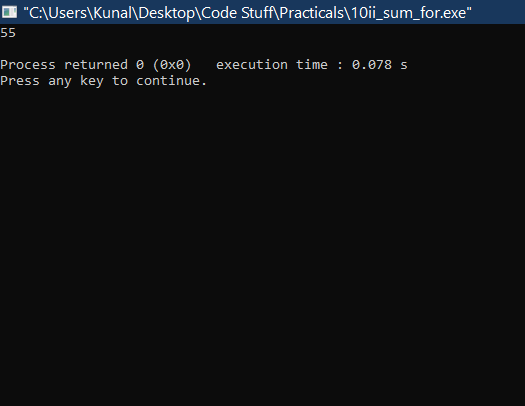 "C:\Users\Kunal\Desktop\Code Stuff\Practicals\10ii_sum_for.exe"
55
Process returned 0 (0x0)   execution time : 0.078 s
Press any key to continue.